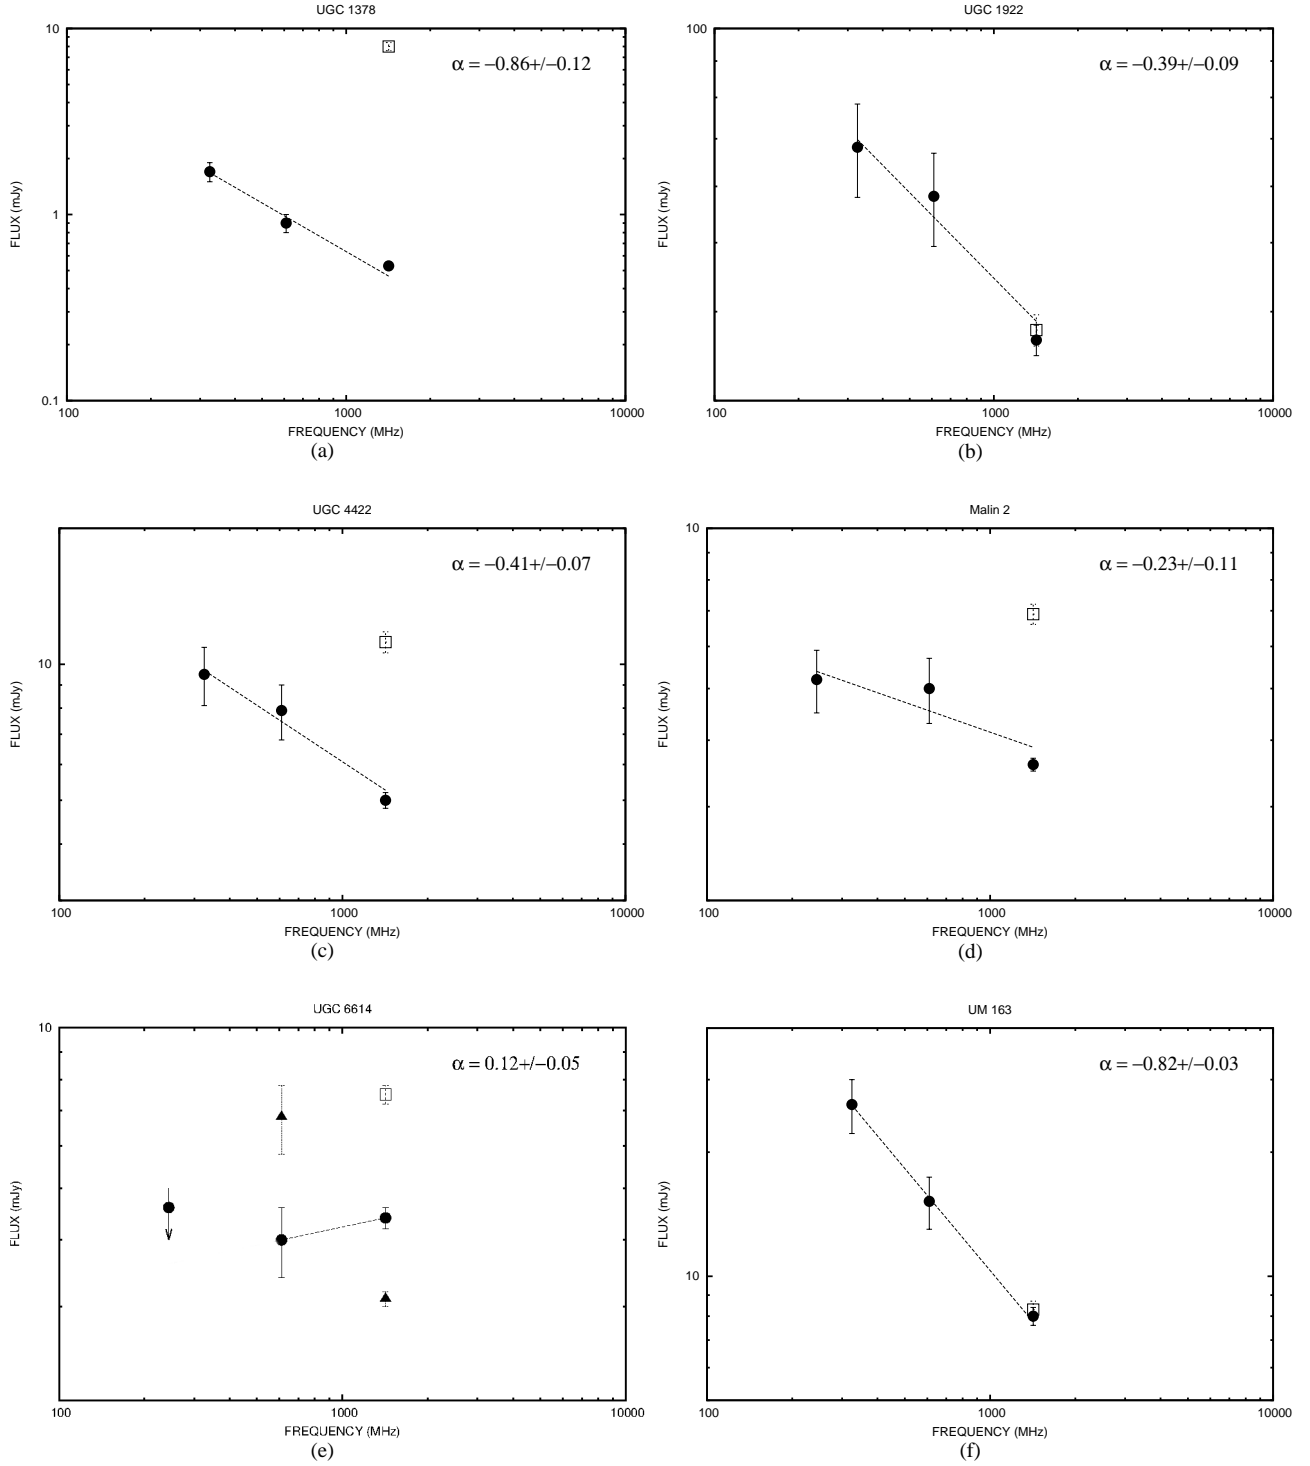 UGC 1378
10
α = −0.86+/−0.12
1
FLUX (mJy)
0.1
100
1000
10000
FREQUENCY (MHz)
(a)
UGC 1922
100
α = −0.39+/−0.09
FLUX (mJy)
100
1000
10000
FREQUENCY (MHz)
(b)
UGC 4422
α = −0.41+/−0.07
10
FLUX (mJy)
100
1000
10000
FREQUENCY (MHz)
(c)
Malin 2
10
α = −0.23+/−0.11
FLUX (mJy)
100
1000
10000
FREQUENCY (MHz)
(d)
UGC 6614
10
α = 0.12+/−0.05
FLUX (mJy)
100
1000
10000
FREQUENCY (MHz)
(e)
UM 163
α = −0.82+/−0.03
FLUX (mJy)
10
100
1000
10000
FREQUENCY (MHz)
(f)